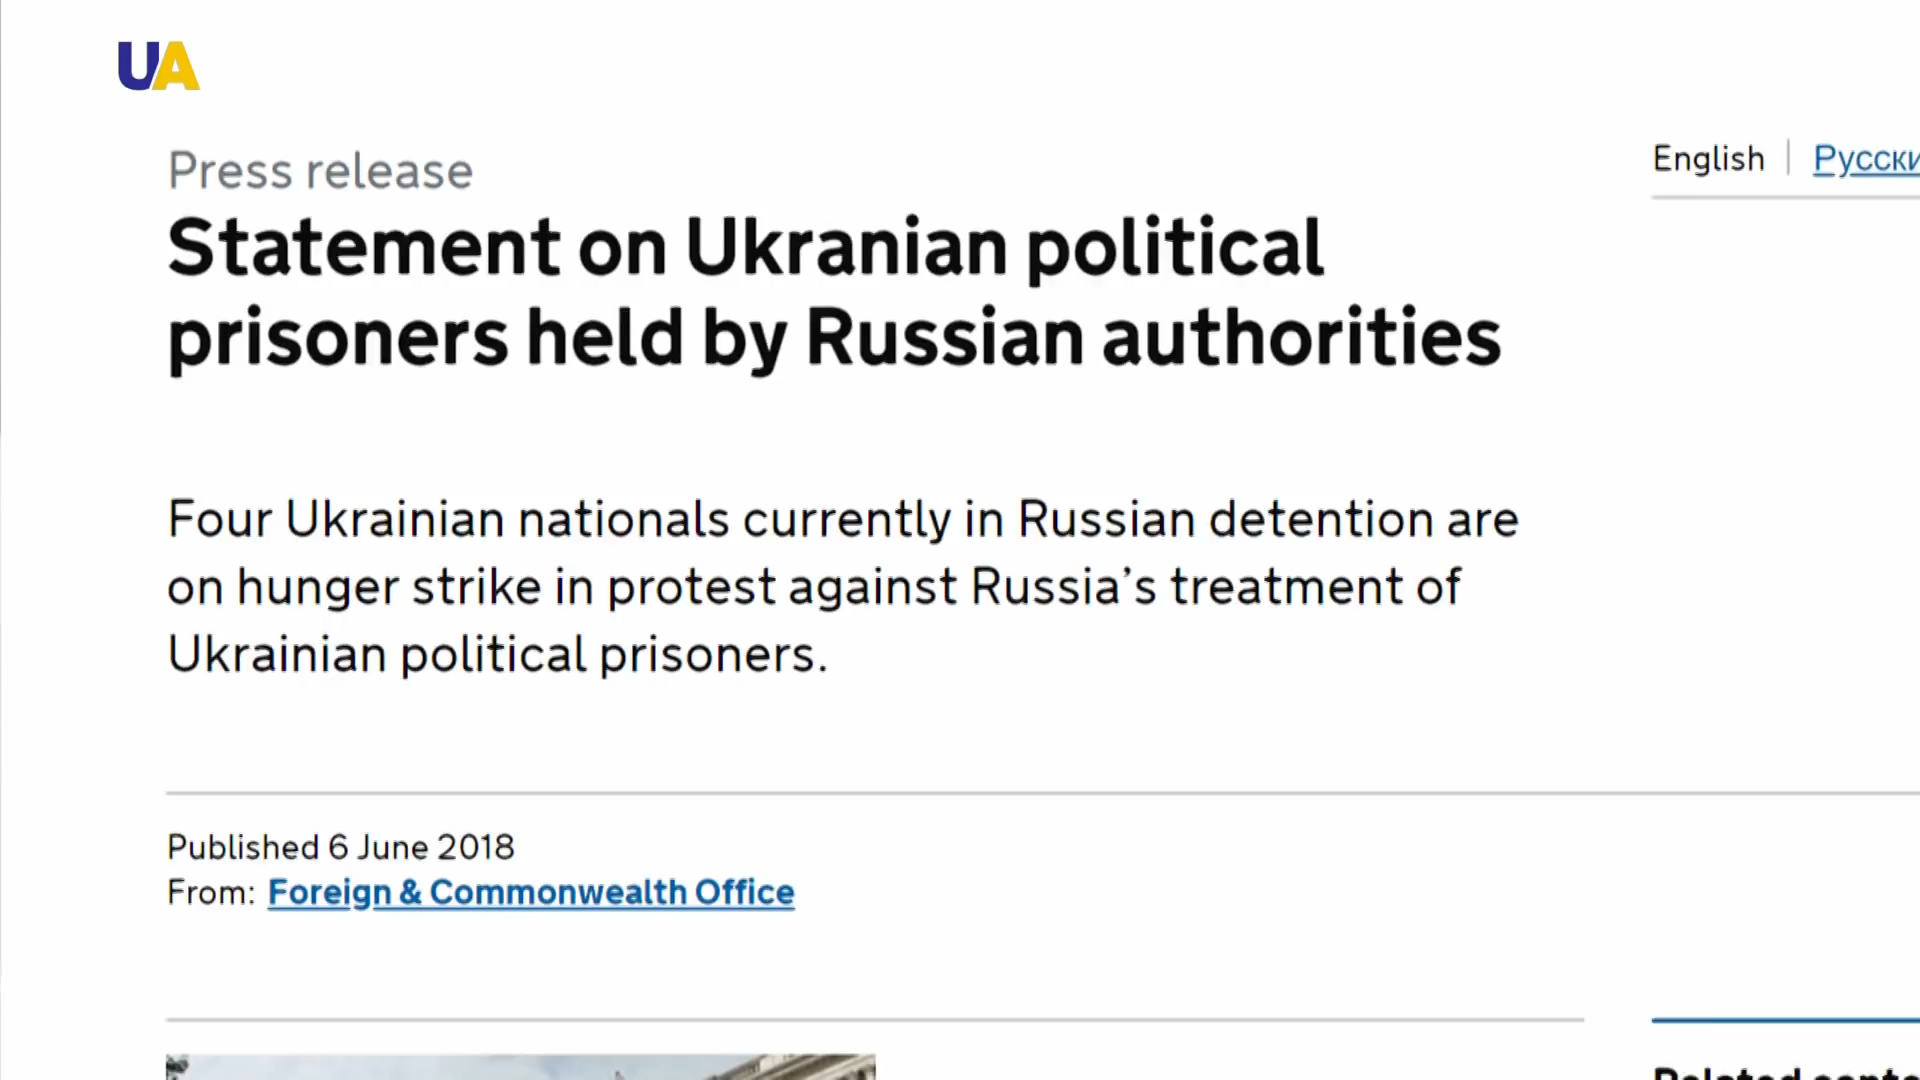 UA
Press release
English
Statement on Ukranian political
prisoners held by Russian authorities
Four Ukrainian nationals currently in Russian detention are
on hunger strike in protest against Russia’s treatment of
Ukrainian political prisoners.
Published 6 June 2018
From: Foreign & Commonwealth Office